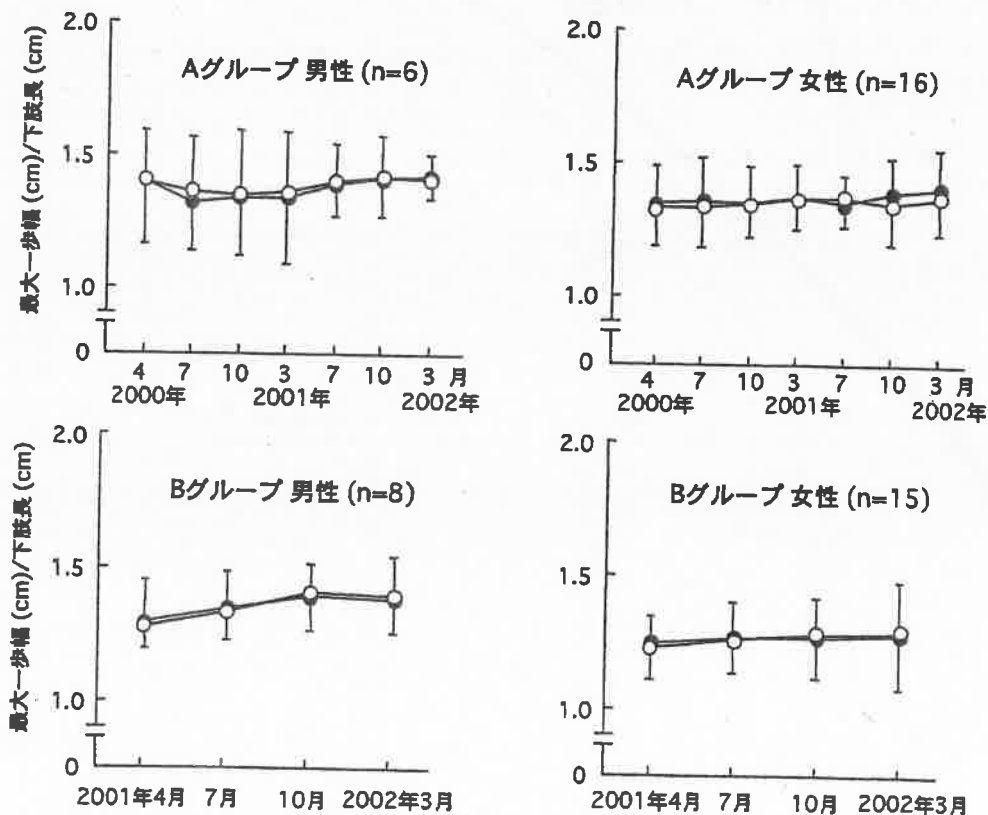 最大一歩幅 (cm)/下肢長 (cm)
2.0
1.5
1.0
0
Aグループ 男性 (n=6)
4 7 10 3 7 10 3 月
2000年 2001年 2002年
2.0
1.5
1.0
0
Aグループ 女性 (n=16)
4 7 10 3 7 10 3 月
2000年 2001年 2002年
最大一歩幅 (cm)/下肢長 (cm)
2.0
1.5
1.0
0
Bグループ 男性 (n=8)
2001年4月 7月 10月 2002年3月
2.0
1.5
1.0
0
Bグループ 女性 (n=15)
2001年4月 7月 10月 2002年3月